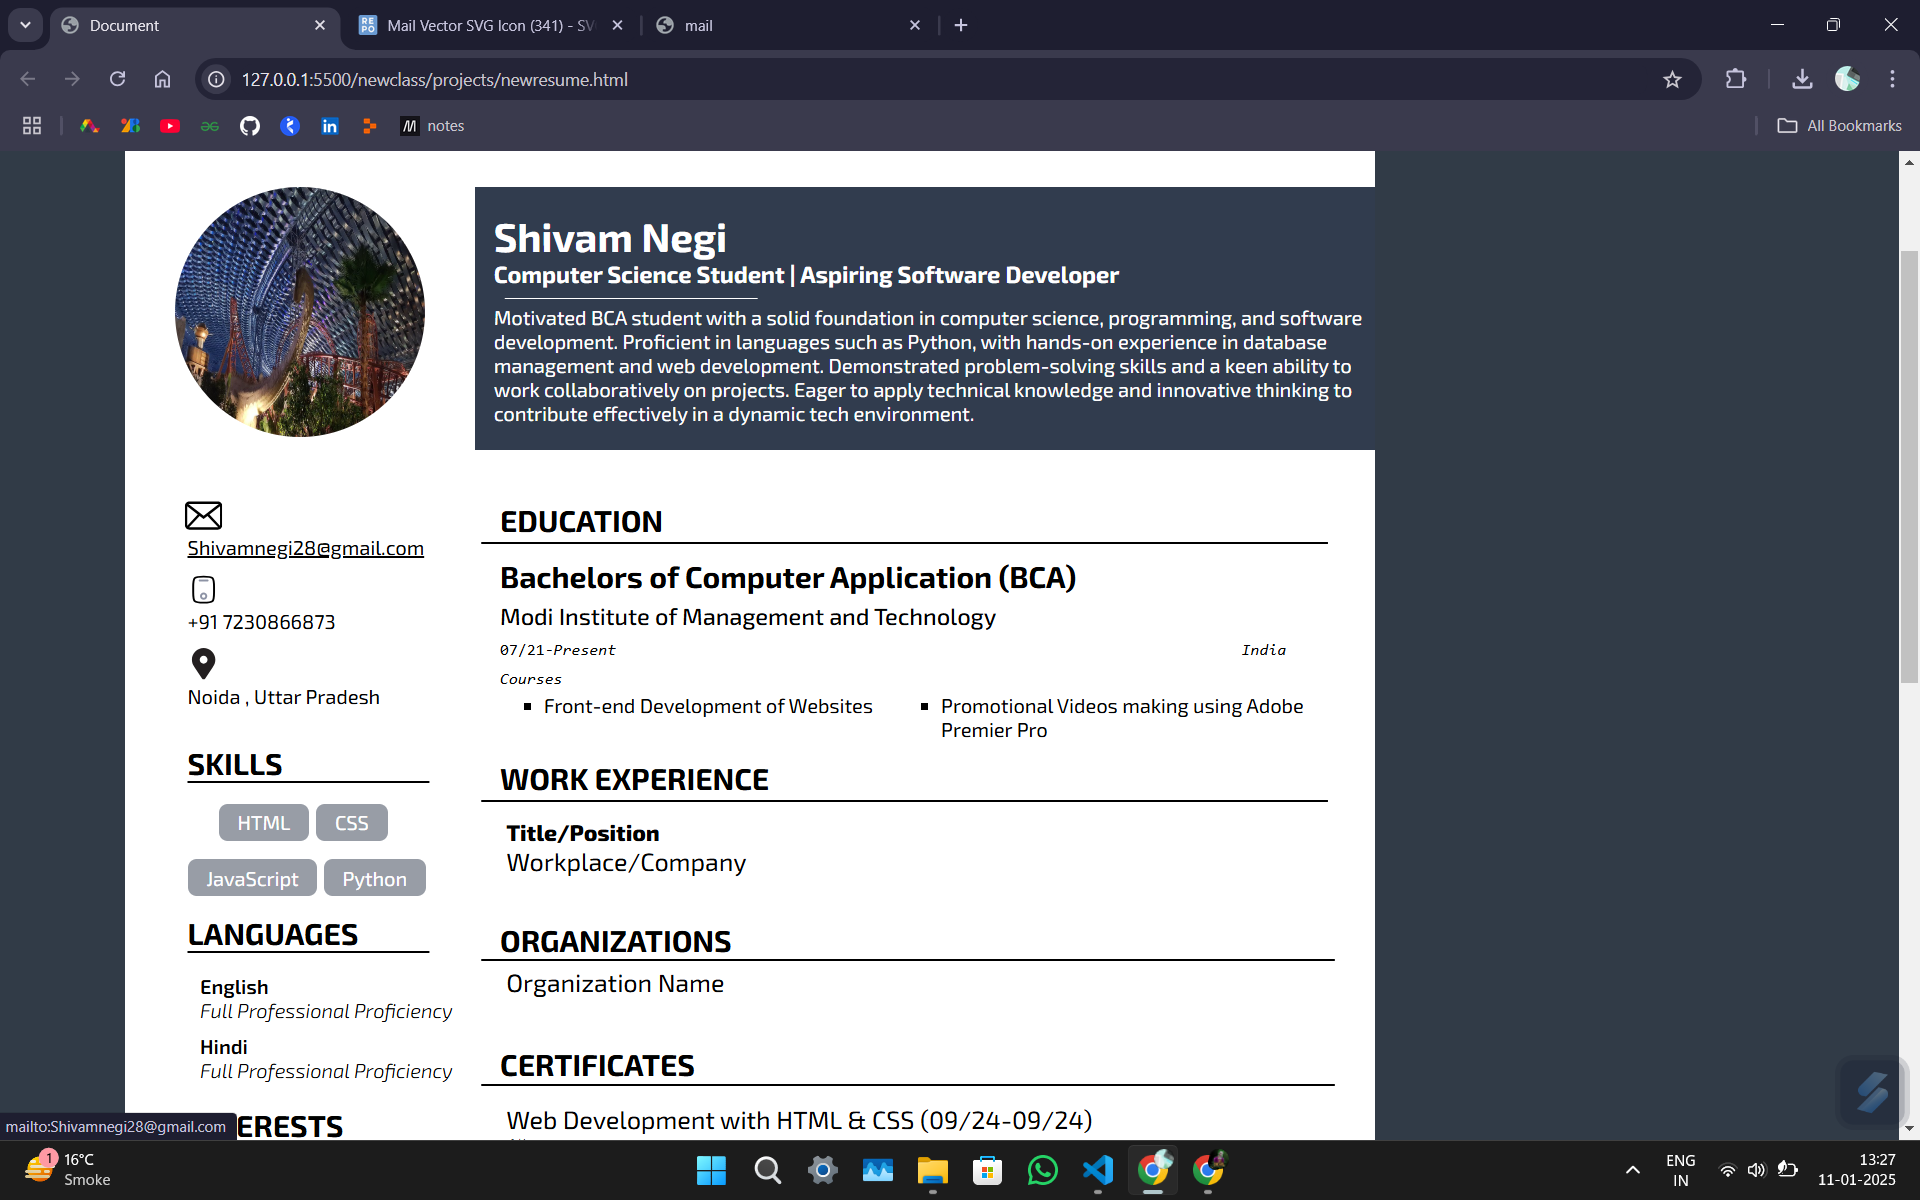 Document
Mail Vector SVG Icon (341) - SV
mail
127.0.0.1:5500/newclass/projects/newresume.html
notes
All Bookmarks
Shivam Negi
Computer Science Student | Aspiring Software Developer
Motivated BCA student with a solid foundation in computer science, programming, and software
development. Proficient in languages such as Python, with hands-on experience in database
management and web development. Demonstrated problem-solving skills and a keen ability to
work collaboratively on projects. Eager to apply technical knowledge and innovative thinking to
contribute effectively in a dynamic tech environment.
Shivamnegi28@gmail.com
+91 7230866873
Noida , Uttar Pradesh
SKILLS
HTML CSS
JavaScript Python
LANGUAGES
English
Full Professional Proficiency
Hindi
Full Professional Proficiency
ERESTS
EDUCATION
Bachelors of Computer Application (BCA)
Modi Institute of Management and Technology
07/21-Present India
Courses
Front-end Development of Websites
Promotional Videos making using Adobe
Premier Pro
WORK EXPERIENCE
Title/Position
Workplace/Company
ORGANIZATIONS
Organization Name
CERTIFICATES
Web Development with HTML & CSS (09/24-09/24)
mailto:Shivamnegi28@gmail.com
1
16°C
Smoke
ENG
IN
13:27
11-01-2025